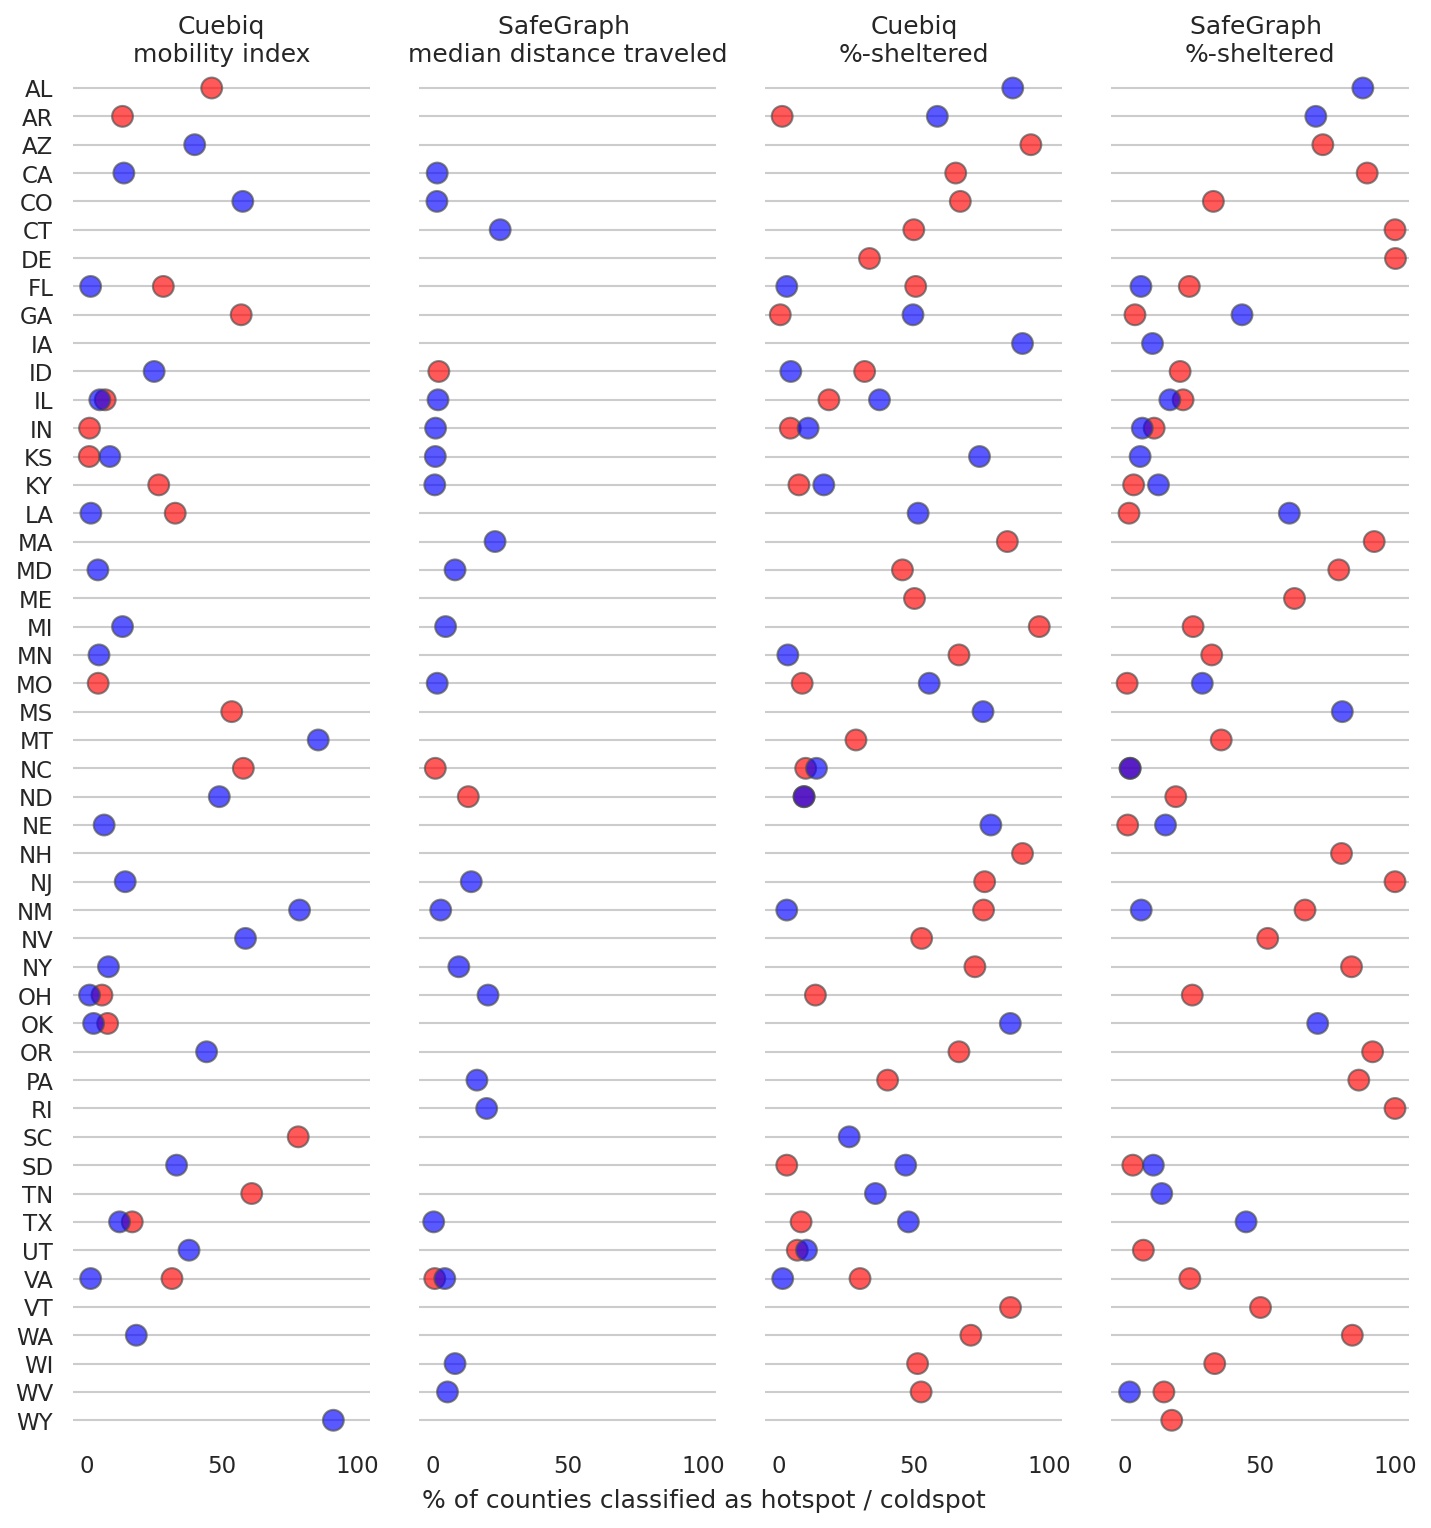 Cuebiq
mobility index
SafeGraph
median distance traveled
Cuebiq
%-sheltered
SafeGraph
%-sheltered
AL
AR
AZ
CA
CO
CT
DE
FL
GA
IA
ID
IL
IN
KS
KY
LA
MA
MD
ME
MI
MN
MO
MS
MT
NC
ND
NE
NH
NJ
NM
NV
NY
OH
OK
OR
PA
RI
SC
SD
TN
TX
UT
VA
VT
WA
WI
WV
WY
0 50 100 0 50 100 0 50 100 0 50 100
% of counties classified as hotspot / coldspot